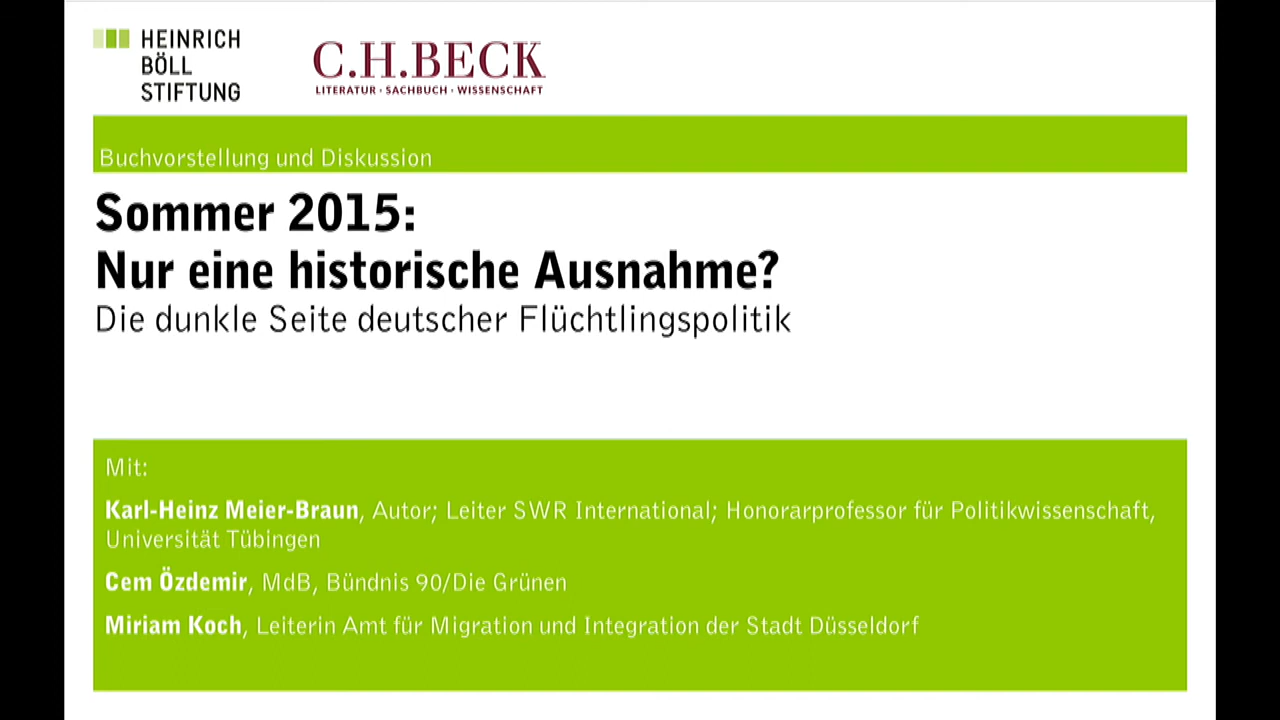 HEINRICH
BÖLL
STIFTUNG
C.H.BECK
LITERATUR · SACHBUCH · WISSENSCHAFT
Buchvorstellung und Diskussion
Sommer 2015:
Nur eine historische Ausnahme?
Die dunkle Seite deutscher Flüchtlingspolitik
Mit:
Karl-Heinz Meier-Braun, Autor; Leiter SWR International; Honorarprofessor für Politikwissenschaft,
Universität Tübingen
Cem Özdemir, MdB, Bündnis 90/Die Grünen
Miriam Koch, Leiterin Amt für Migration und Integration der Stadt Düsseldorf